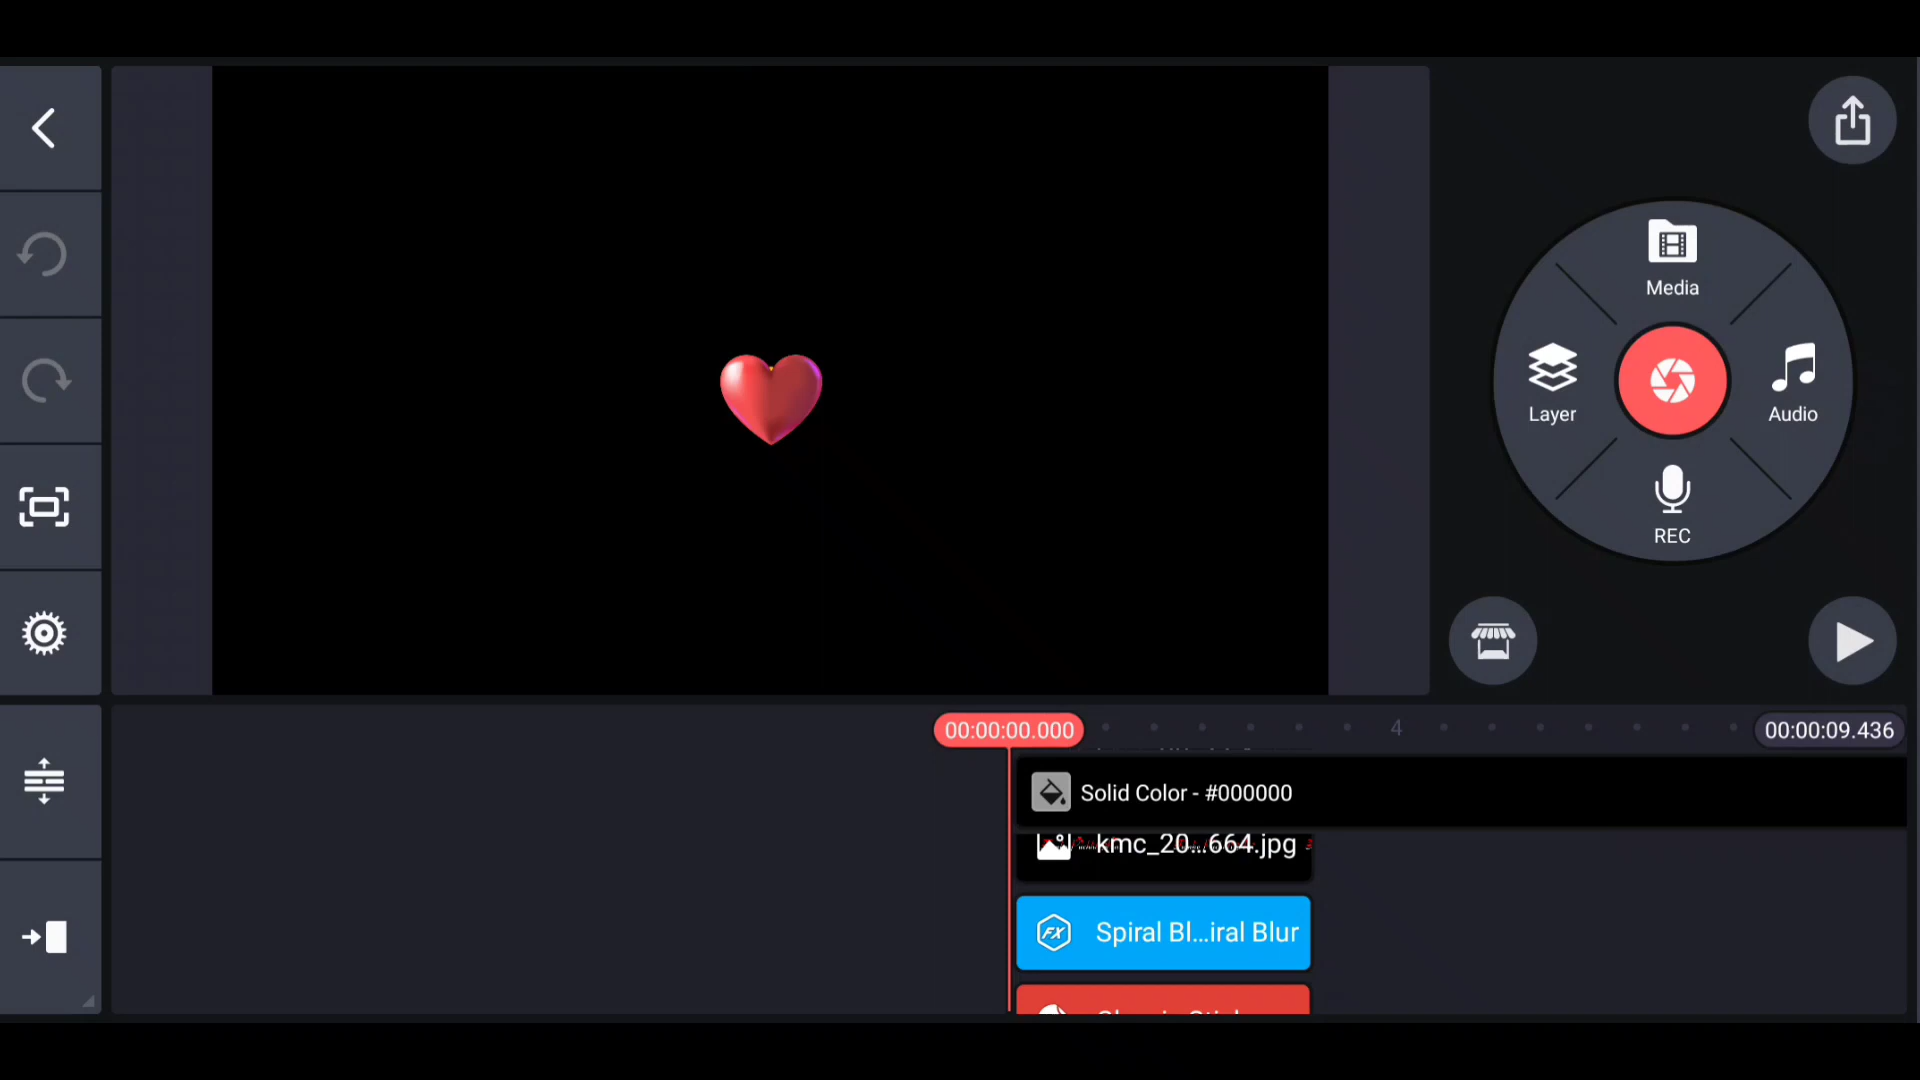 Media
Layer
Audio
REC
00:00:00.000
4
00:00:09.436
Solid Color - #000000
kmc_20...664.jpg
Spiral Bl...iral Blur